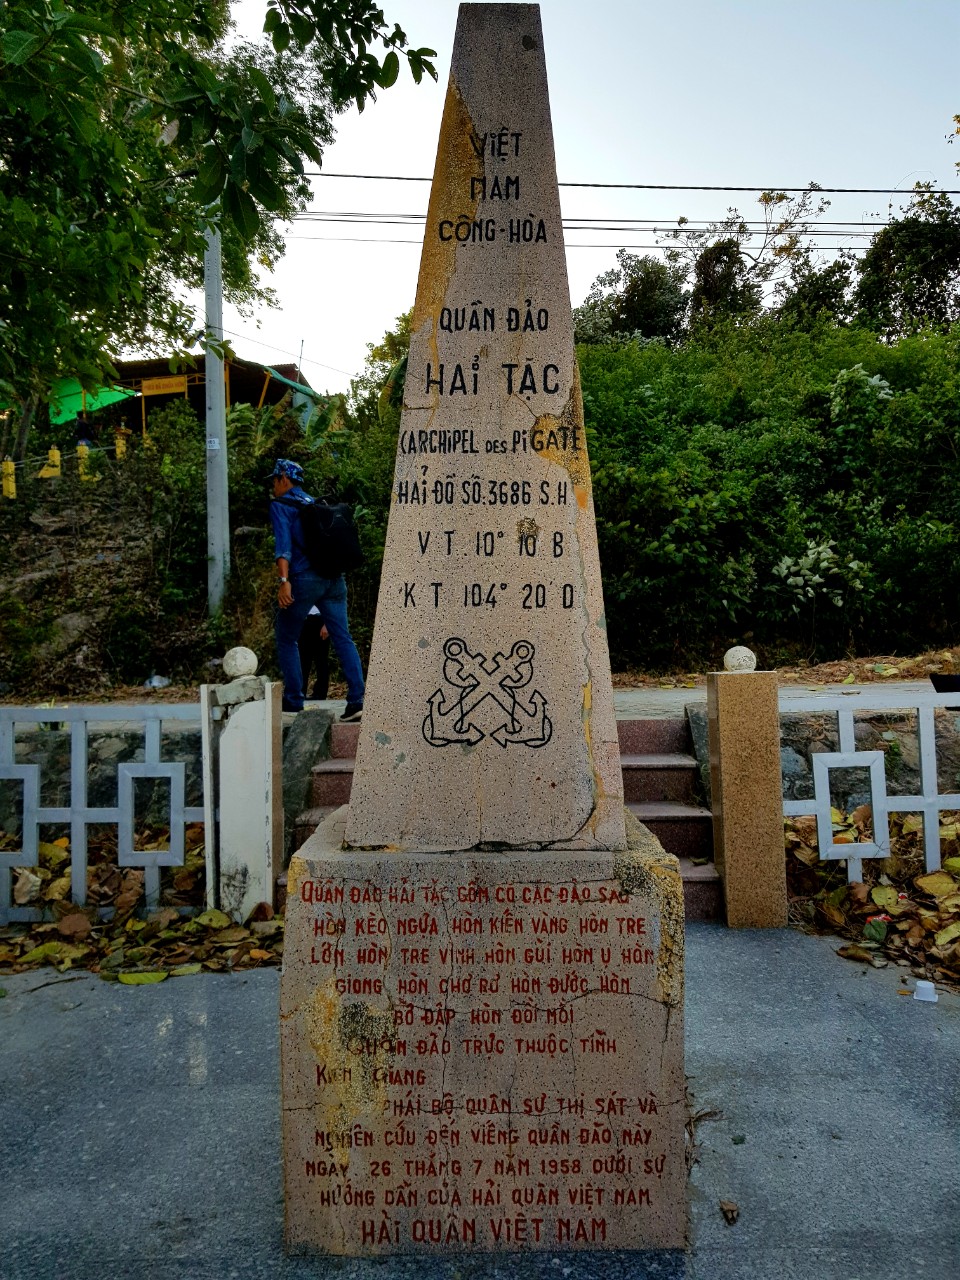 VIỆT
NAM
CỘNG-HÒA
QUẦN ĐẢO
HẢI TẶC
(ARCHIPEL DES PIGATE
HẢI ĐỒ SỐ.3686 S.H
V T. 10° 10 B
K T 104° 20 Đ
QUẦN ĐẢO HẢI TẶC GỒM CÓ CÁC ĐẢO SAU
HÒN KÈO NGỰA HÒN KIẾN VÀNG HÒN TRE
LỚN HÒN TRE VINH HÒN GÙI HÒN Ụ HÒN
GIONG HÒN CHƠ RƠ HÒN ĐƯỚC HÒN
BỒ ĐẬP HÒN ĐỒI MỒI
QUẦN ĐẢO TRỰC THUỘC TỈNH
KIÊN GIANG
PHÁI BỘ QUÂN SỰ THỊ SÁT VÀ
NGHIÊN CỨU ĐẾN VIẾNG QUẦN ĐẢO NÀY
NGÀY 26 THÁNG 7 NĂM 1958 DƯỚI SỰ
HƯỚNG DẪN CỦA HẢI QUÂN VIỆT NAM
HẢI QUÂN VIỆT NAM